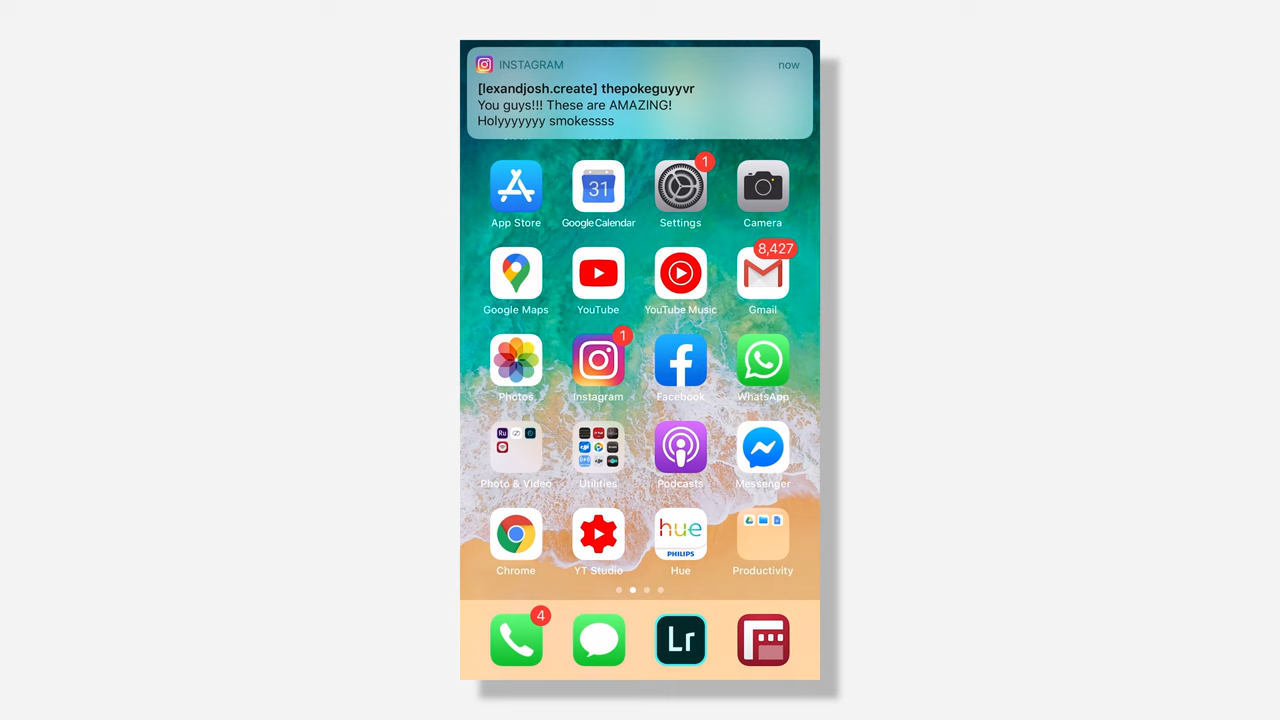 INSTAGRAM now
[lexandjosh.create] thepokeguyyvr
You guys!!! These are AMAZING!
Holyyyyyyy smokessss
1
31
App Store Google Calendar Settings Camera
8,427
Google Maps YouTube YouTube Music Gmail
1
Photos Instagram Facebook WhatsApp
Ru
Photo & Video Utilities Podcasts Messenger
hue
PHILIPS
Chrome YT Studio Hue Productivity
4
Lr